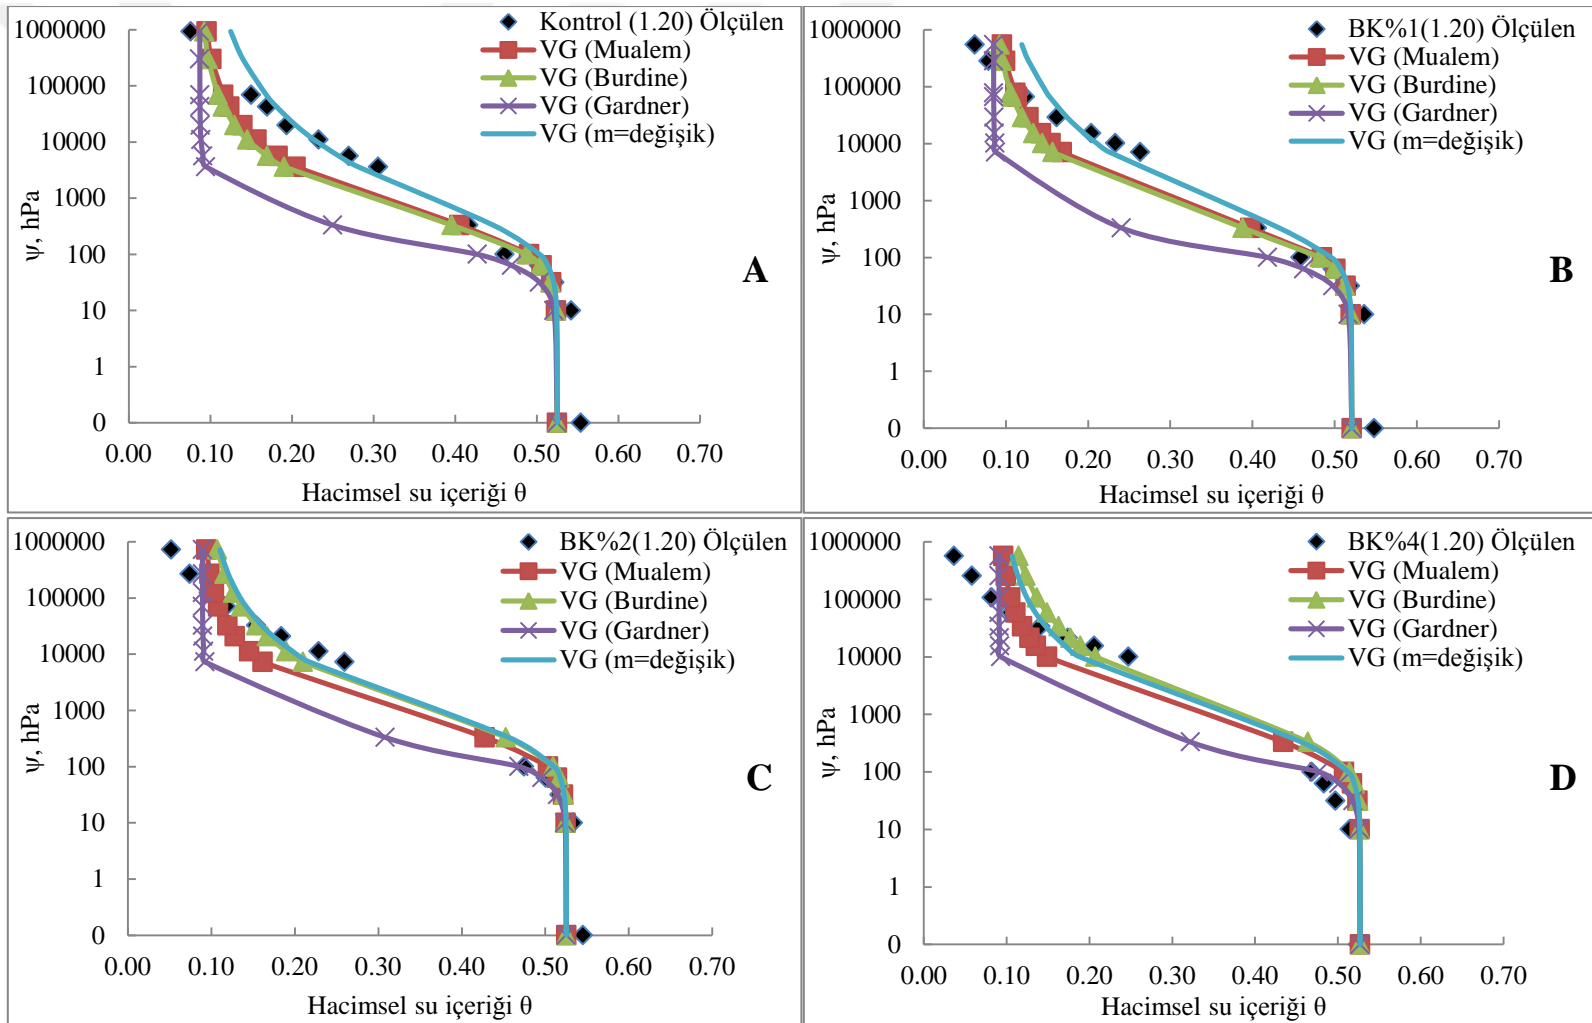 1000000
100000
10000
1000
100
10
1
0
ψ, hPa
0.00 0.10 0.20 0.30 0.40 0.50 0.60 0.70
Hacimsel su içeriği θ
Kontrol (1.20) Ölçülen
VG (Mualem)
VG (Burdine)
VG (Gardner)
VG (m=değişik)
A
1000000
100000
10000
1000
100
10
1
0
ψ, hPa
0.00 0.10 0.20 0.30 0.40 0.50 0.60 0.70
Hacimsel su içeriği θ
BK%1(1.20) Ölçülen
VG (Mualem)
VG (Burdine)
VG (Gardner)
VG (m=değişik)
B
1000000
100000
10000
1000
100
10
1
0
ψ, hPa
0.00 0.10 0.20 0.30 0.40 0.50 0.60 0.70
Hacimsel su içeriği θ
BK%2(1.20) Ölçülen
VG (Mualem)
VG (Burdine)
VG (Gardner)
VG (m=değişik)
C
1000000
100000
10000
1000
100
10
1
0
ψ, hPa
0.00 0.10 0.20 0.30 0.40 0.50 0.60 0.70
Hacimsel su içeriği θ
BK%4(1.20) Ölçülen
VG (Mualem)
VG (Burdine)
VG (Gardner)
VG (m=değişik)
D